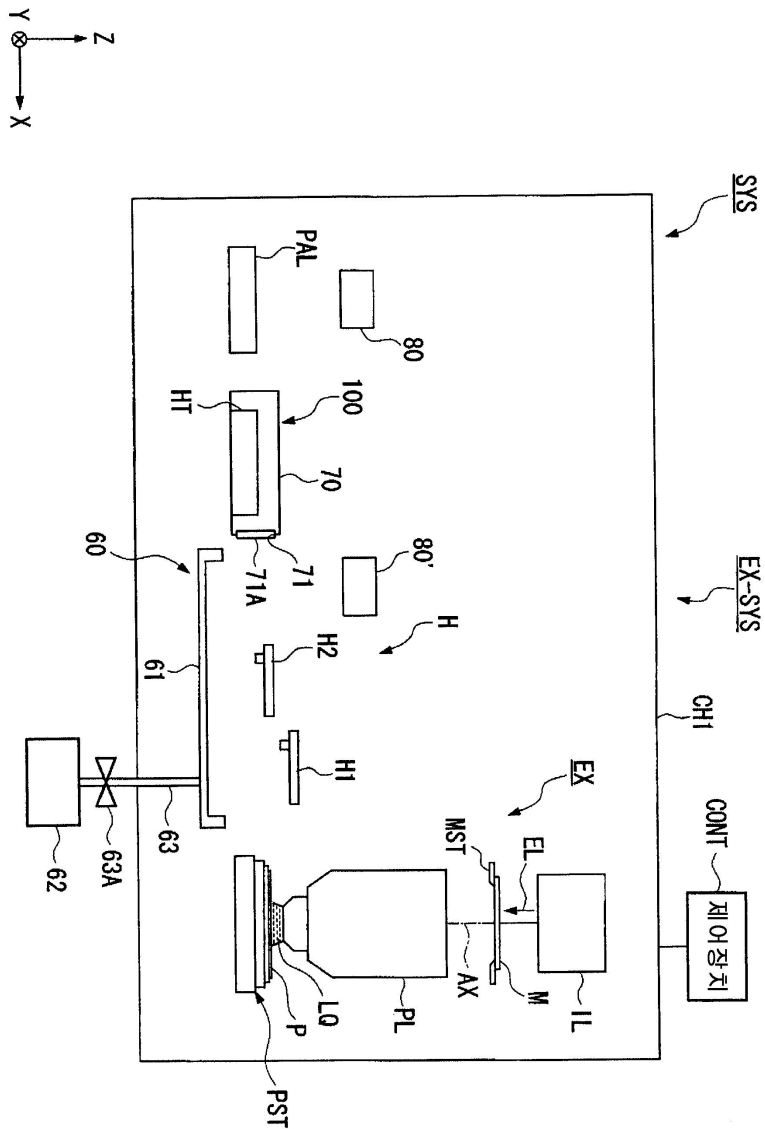 SYS
EX-SYS
CH1
CONT
제어장치
IL
EL
MST
M
EX
AX
PL
LQ
P
PST
H
H1
H2
80
80'
PAL
HT
100
70
71
71A
60
61
63
63A
62
Z
Y
X